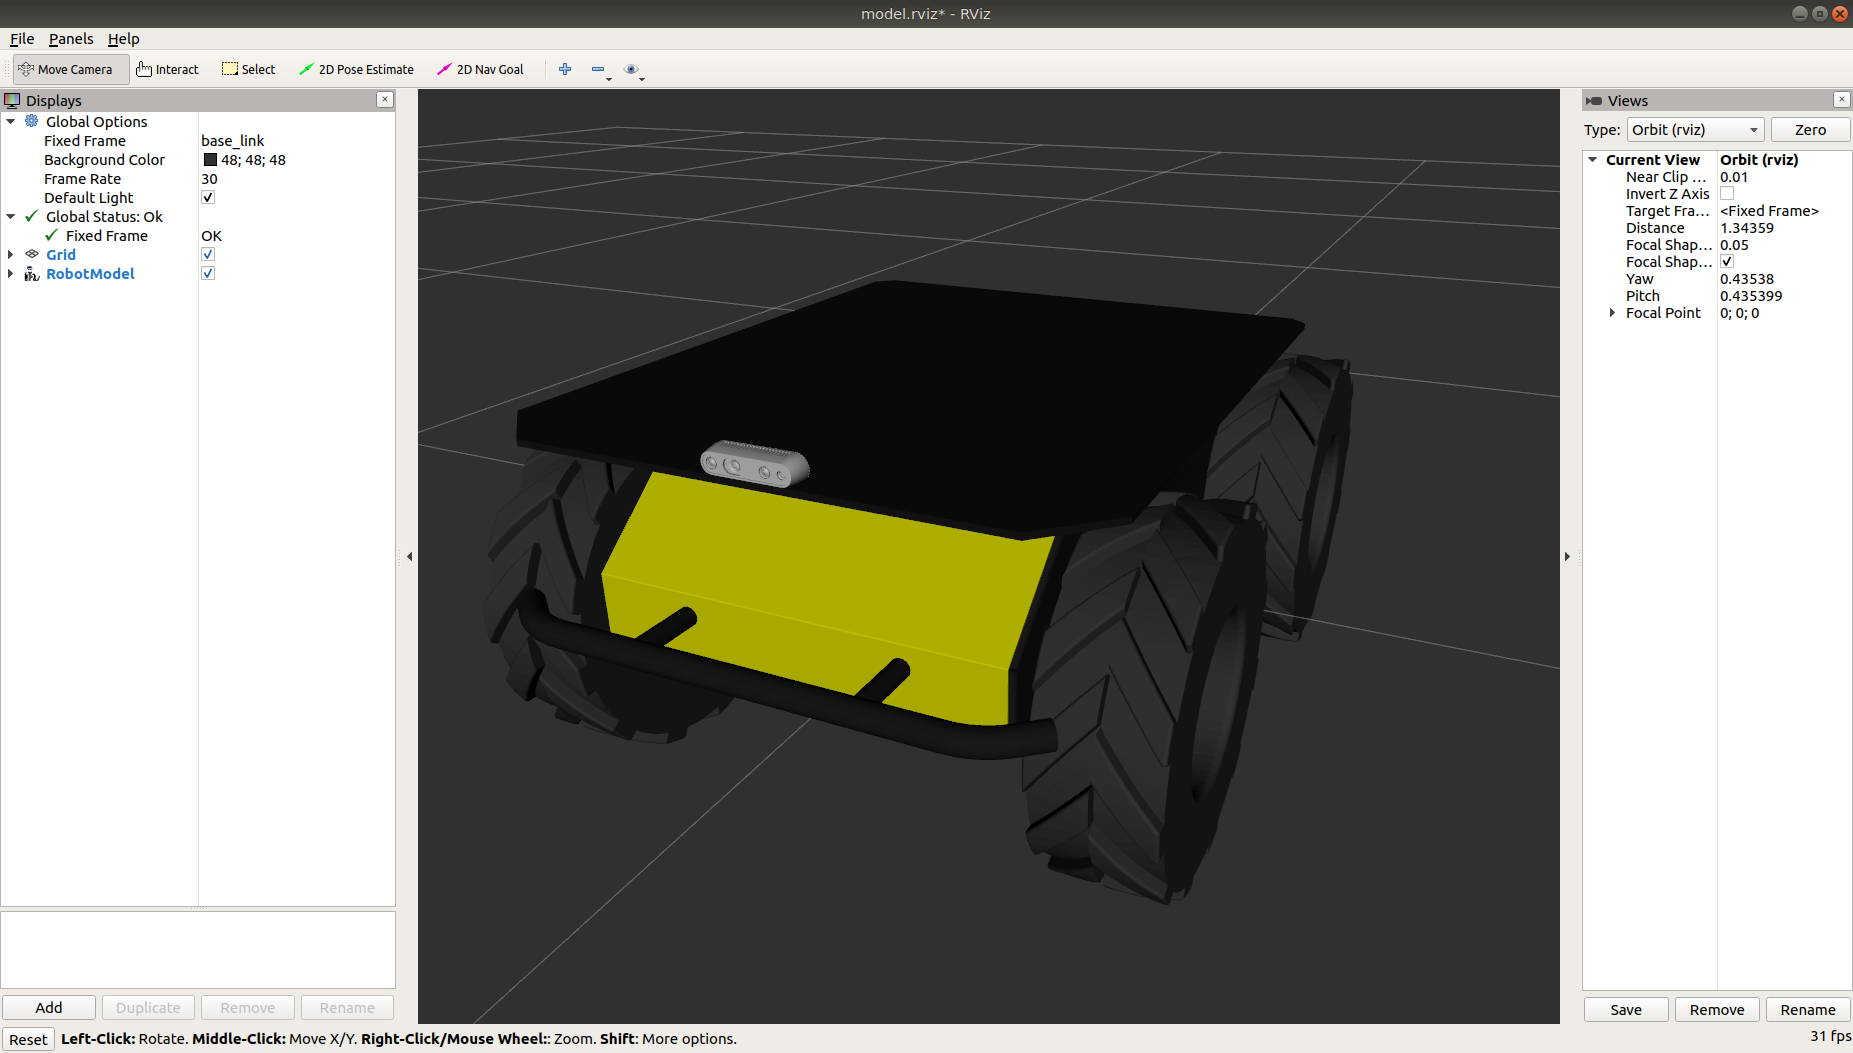 model.rviz* - RViz
File Panels Help
Move Camera Interact Select 2D Pose Estimate 2D Nav Goal
Displays
Global Options
Fixed Frame base_link
Background Color 48; 48; 48
Frame Rate 30
Default Light
Global Status: Ok
Fixed Frame OK
Grid
RobotModel
Add Duplicate Remove Rename
Views
Type: Orbit (rviz) Zero
Current View Orbit (rviz)
Near Clip ... 0.01
Invert Z Axis
Target Fra... <Fixed Frame>
Distance 1.34359
Focal Shap... 0.05
Focal Shap...
Yaw 0.43538
Pitch 0.435399
Focal Point 0; 0; 0
Save Remove Rename
Reset Left-Click: Rotate. Middle-Click: Move X/Y. Right-Click/Mouse Wheel:: Zoom. Shift: More options. 31 fps